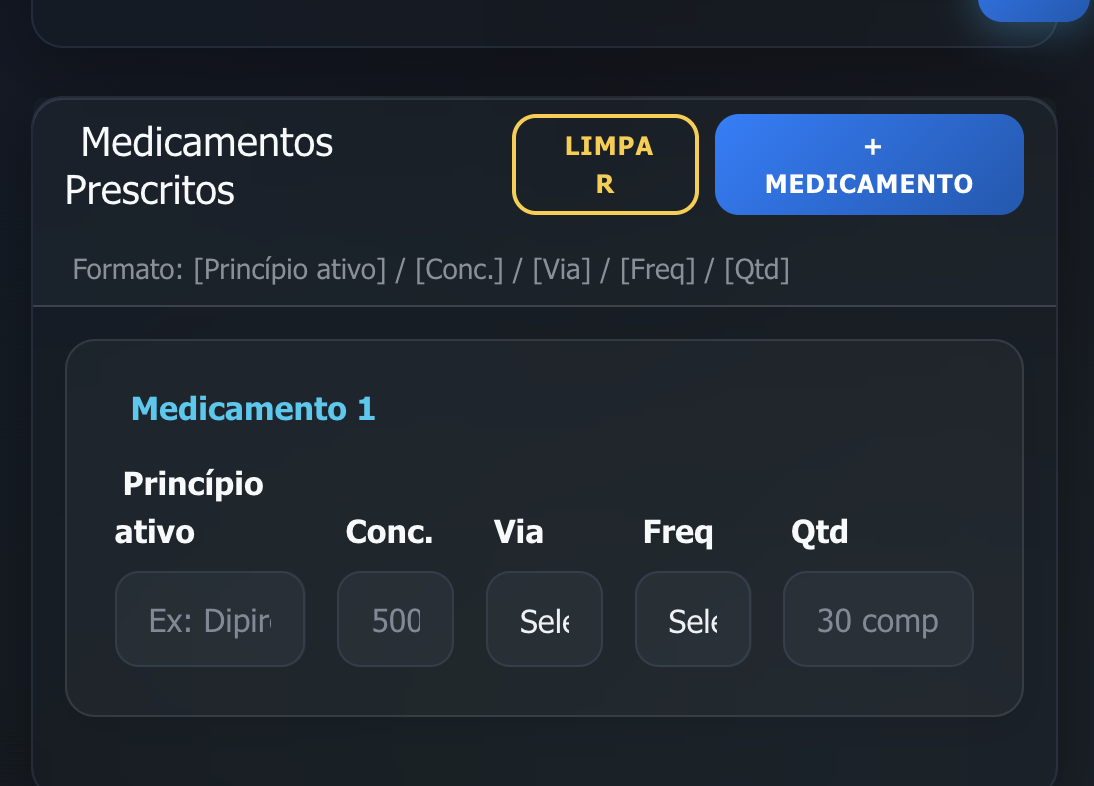 Medicamentos
Prescritos
LIMPA
R
+
MEDICAMENTO
Formato: [Princípio ativo] / [Conc.] / [Via] / [Freq] / [Qtd]
Medicamento 1
Princípio
ativo
Conc.
Via
Freq
Qtd
Ex: Dipir
500
Sele
Sele
30 comp